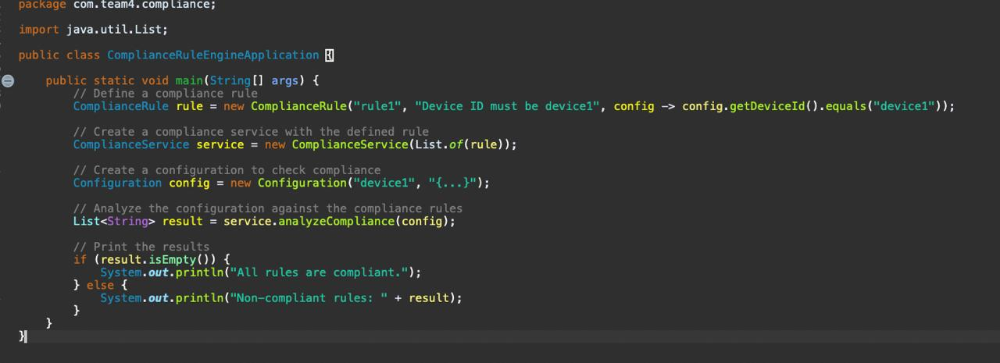 package com.team4.compliance;
import java.util.List;
public class ComplianceRuleEngineApplication {
public static void main(String[] args) {
// Define a compliance rule
ComplianceRule rule = new ComplianceRule("rule1", "Device ID must be device1", config -> config.getDeviceId().equals("device1"));
// Create a compliance service with the defined rule
ComplianceService service = new ComplianceService(List.of(rule));
// Create a configuration to check compliance
Configuration config = new Configuration("device1", "{...}");
// Analyze the configuration against the compliance rules
List<String> result = service.analyzeCompliance(config);
// Print the results
if (result.isEmpty()) {
System.out.println("All rules are compliant.");
} else {
System.out.println("Non-compliant rules: " + result);
}
}
}